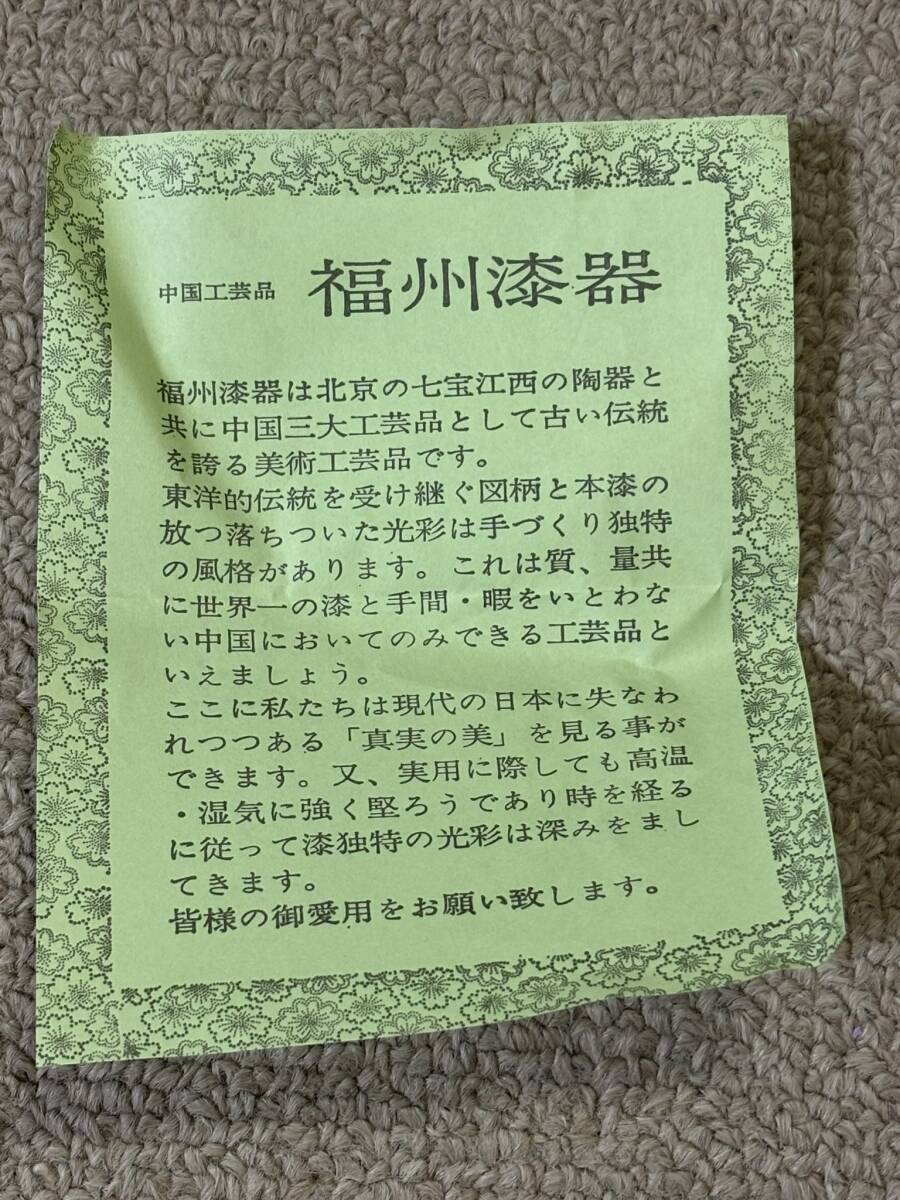 中国工芸品 福州漆器
福州漆器は北京の七宝江西の陶器と
共に中国三大工芸品として古い伝統
を誇る美術工芸品です。
東洋的伝統を受け継ぐ図柄と本漆の
放つ落ちついた光彩は手づくり独特
の風格があります。これは質、量共
に世界一の漆と手間・暇をいとわな
い中国においてのみできる工芸品と
いえましょう。
ここに私たちは現代の日本に失なわ
れつつある「真実の美」を見る事が
できます。又、実用に際しても高温
・湿気に強く堅ろうであり時を経る
に従って漆独特の光彩は深みをまし
てきます。
皆様の御愛用をお願い致します。